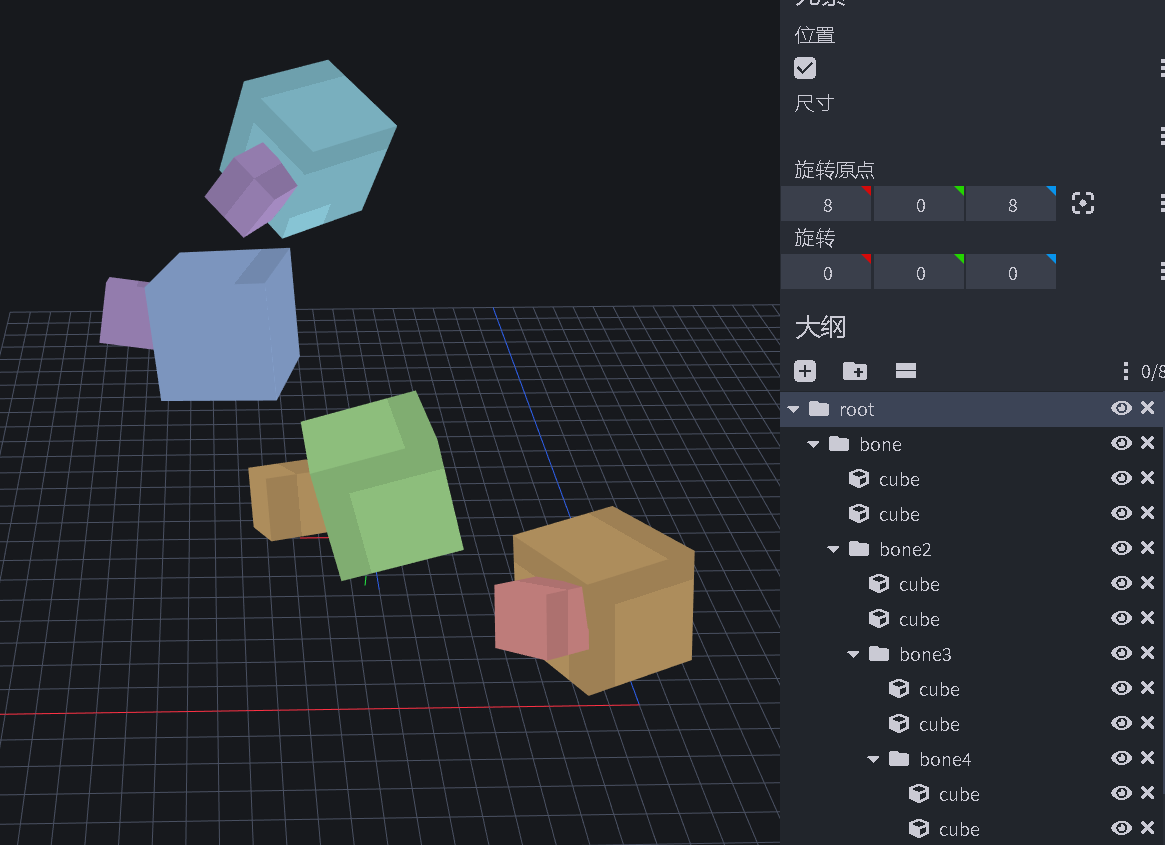 位置
尺寸
旋转原点
8 0 8
旋转
0 0 0
大纲
0/8
root
bone
cube
cube
bone2
cube
cube
bone3
cube
cube
bone4
cube
cube